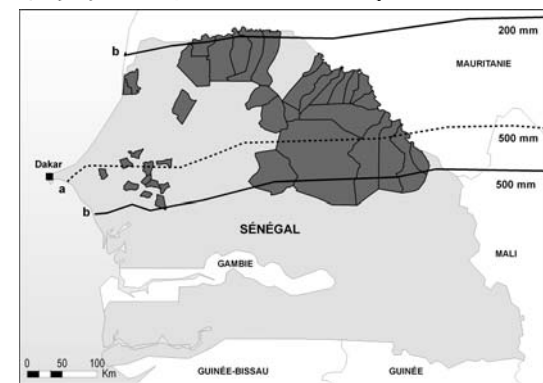 200 mm
b
MAURITANIE
500 mm
Dakar
a
500 mm
b
SÉNÉGAL
MALI
GAMBIE
0 50 100
Km
GUINÉE-BISSAU
GUINÉE